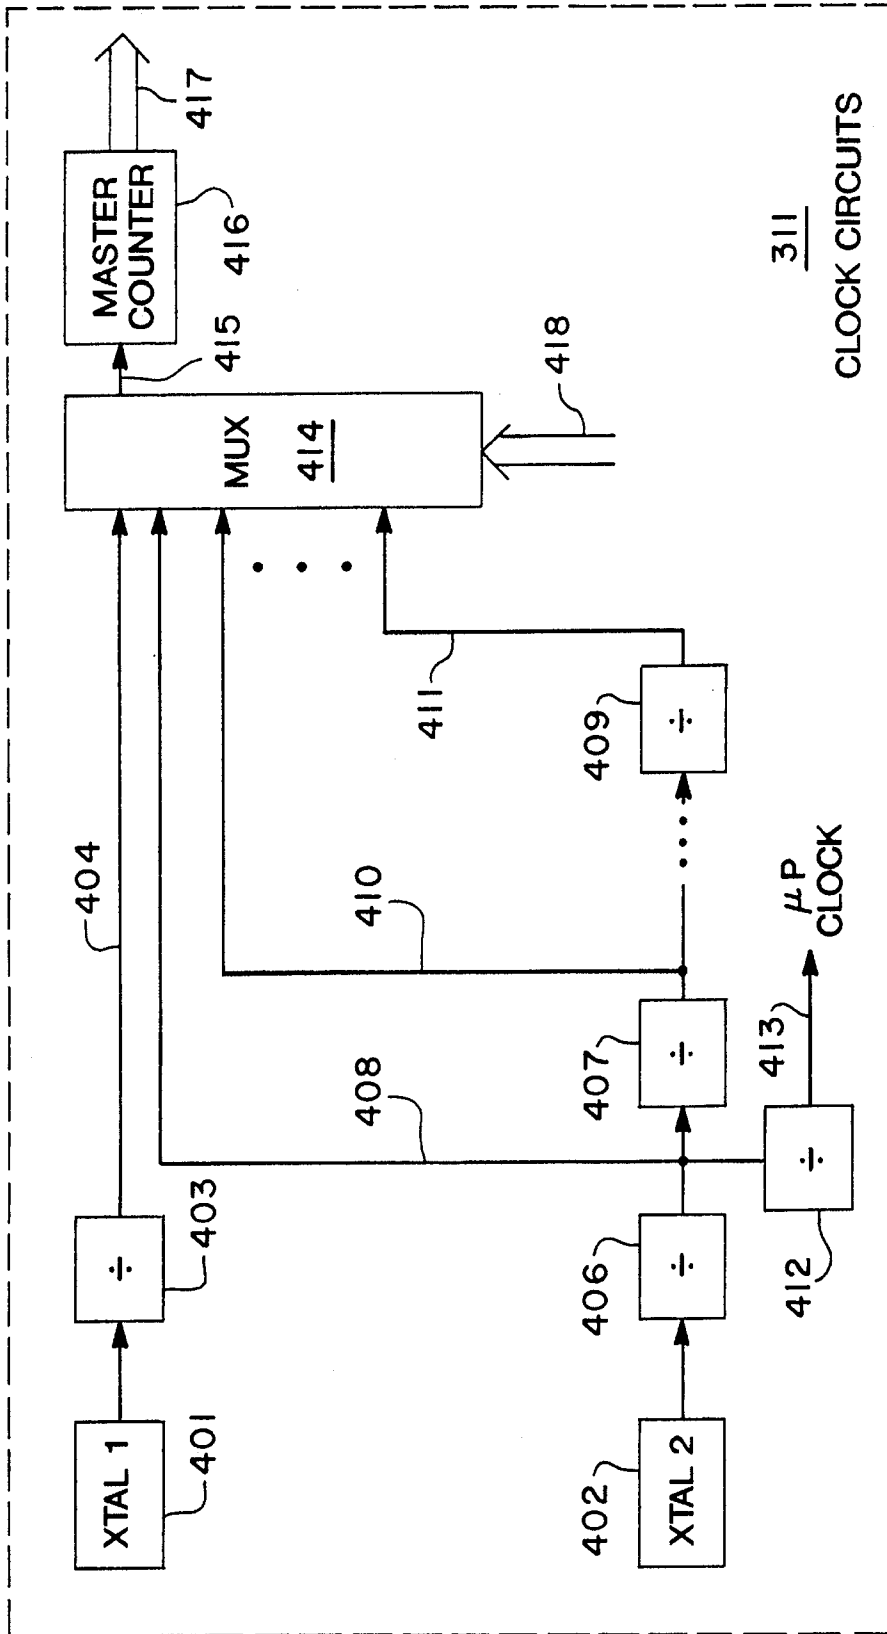 XTAL 1
401
÷
403
404
MASTER
COUNTER
416
417
415
MUX
414
418
408
410
411
XTAL 2
402
÷
406
÷
407
÷
409
÷
412
413
μP
CLOCK
311
CLOCK CIRCUITS